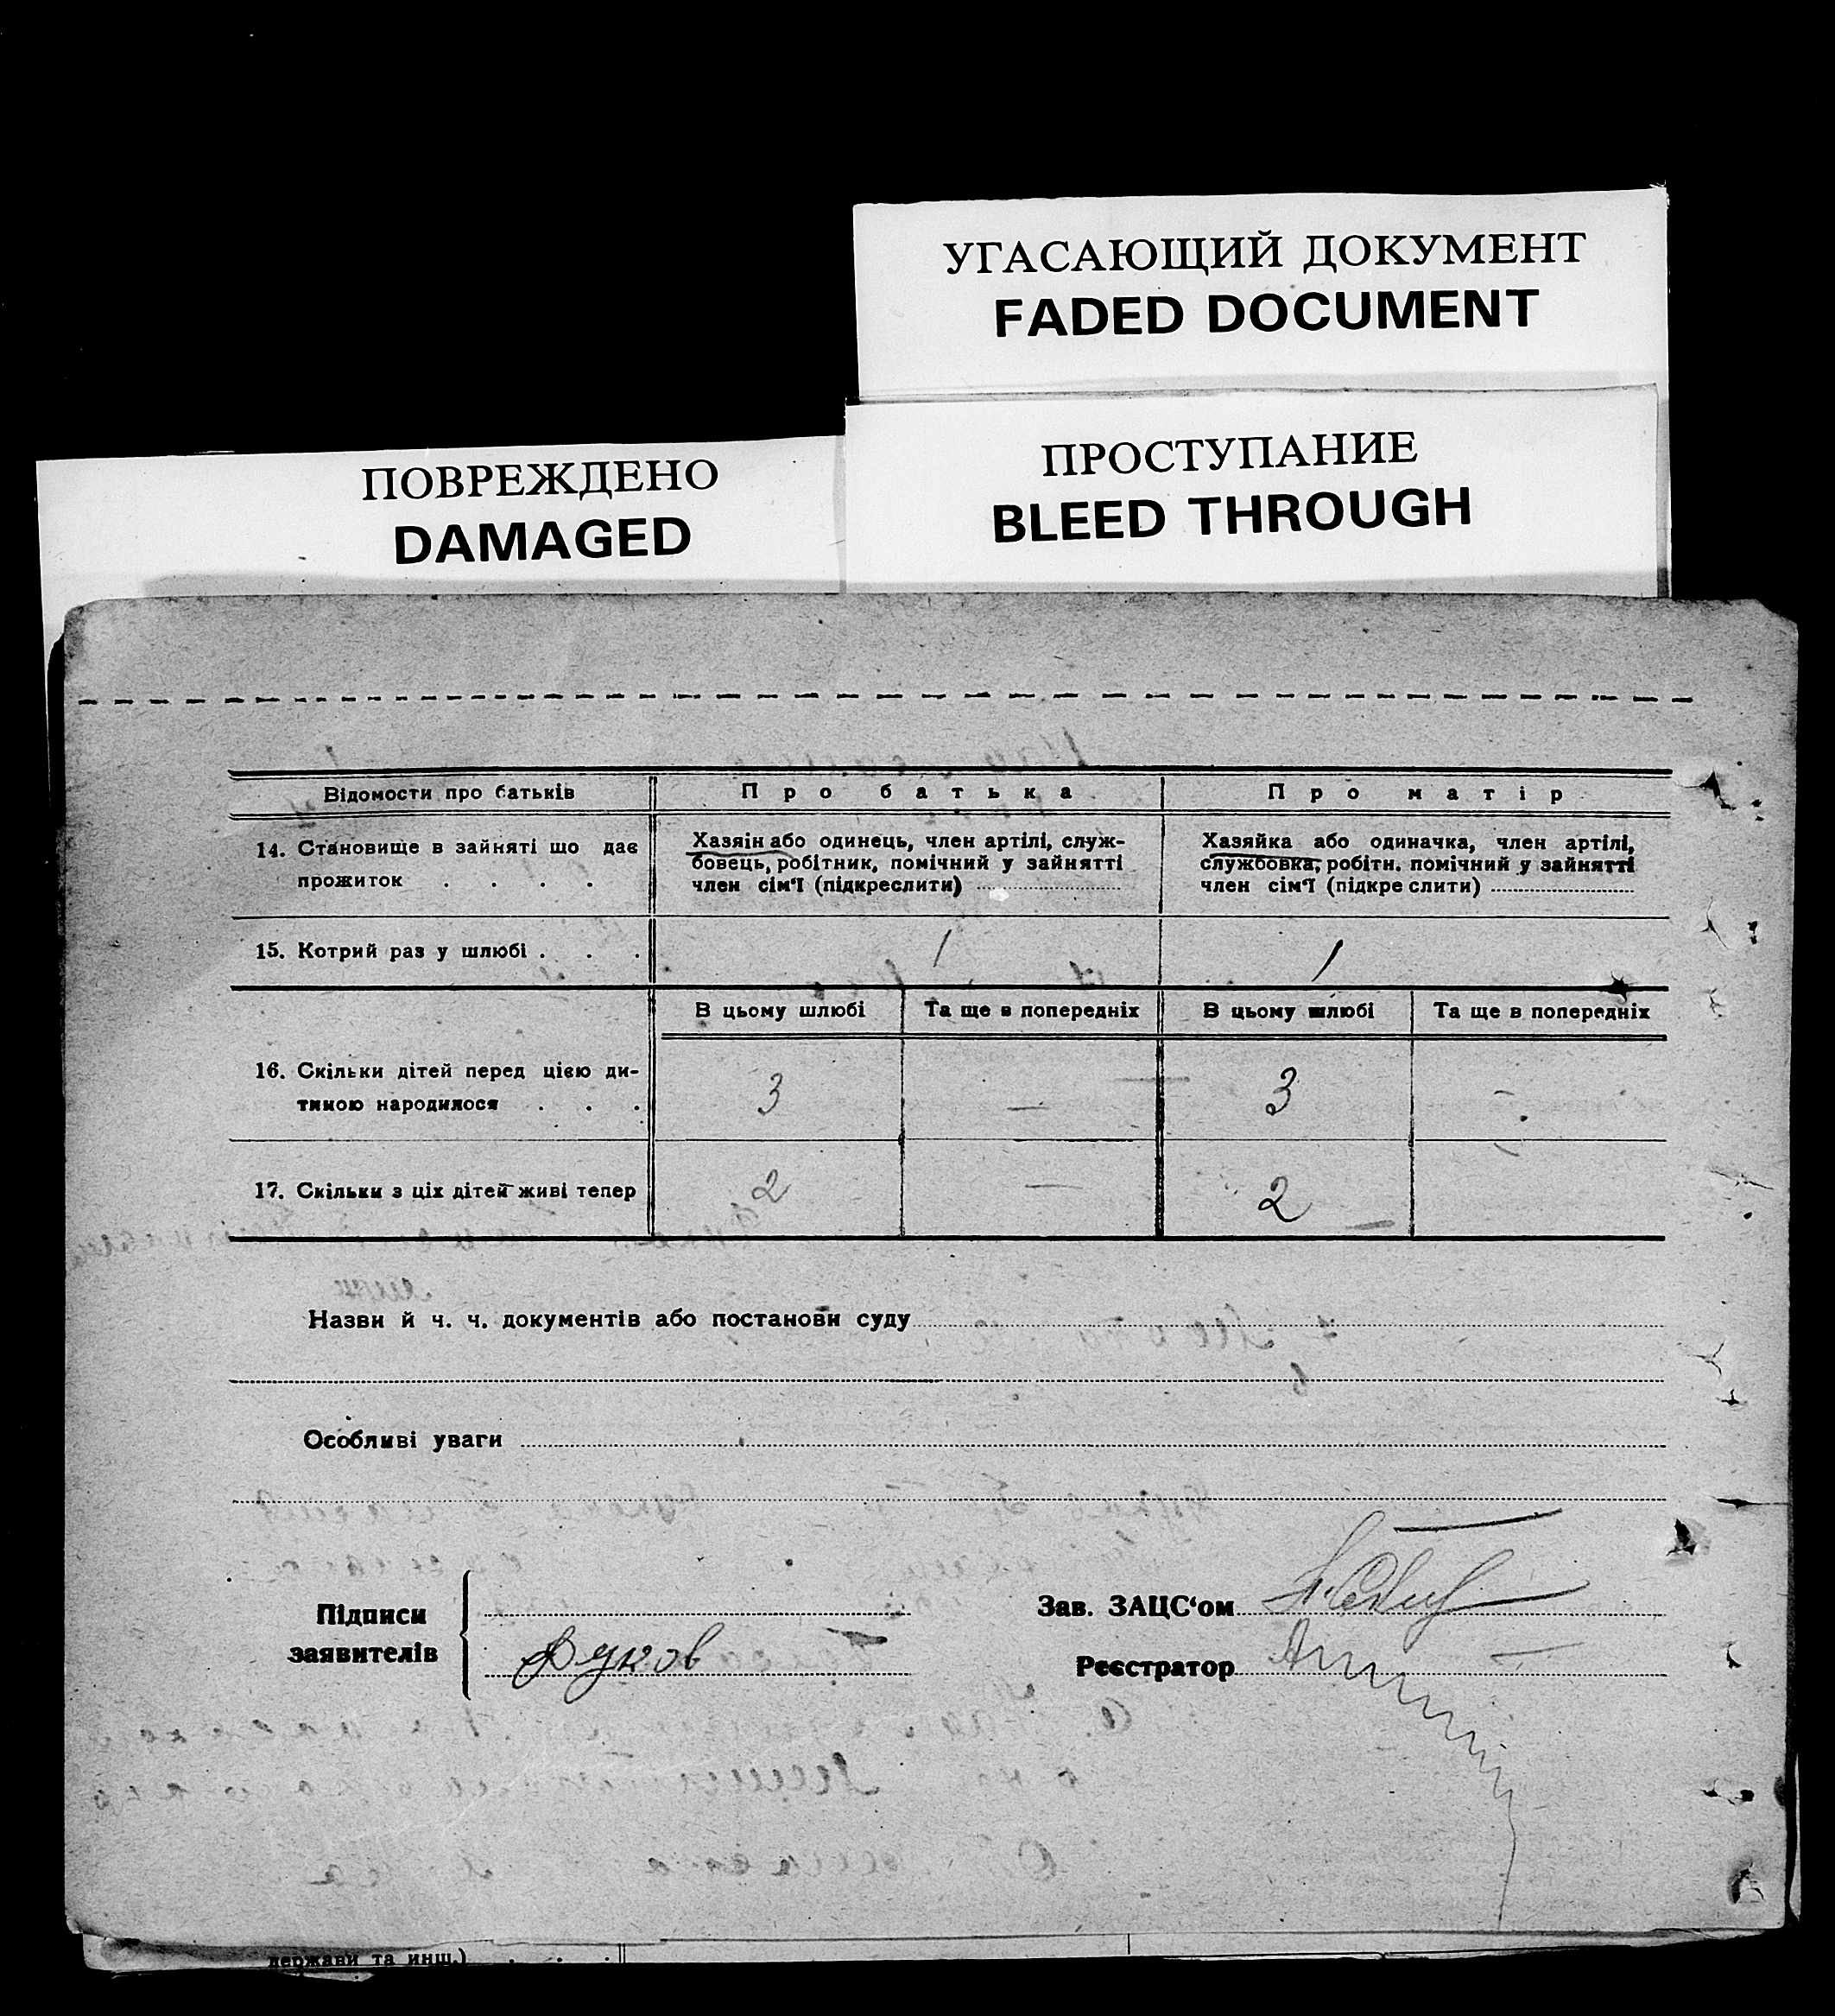 УГАСАЮЩИЙ ДОКУМЕНТ
FADED DOCUMENT
ПРОСТУПАНИЕ
BLEED THROUGH
ПОВРЕЖДЕНО
DAMAGED
Відомости про батьків
Про батька
Про матір
14. Становище в зайняті що дає
прожиток . . . .
Хазяін або одинець, член артілі, служ-
бовець, робітник, помічний у зайнятті
член сім'ї (підкреслити)
Хазяйка або одиначка, член артілі,
службовка, робітн. помічний у зайнятті
член сім'ї (підкреслити)
15. Котрий раз у шлюбі . . .
1
1
В цьому шлюбі
Та ще в попередніх
В цьому шлюбі
Та ще в попередніх
16. Скільки дітей перед цією ди-
тиною народилося . . .
3
—
3
—
17. Скільки з ціх дітей живі тепер
2
—
2
Назви й ч. ч. документів або постанови суду
Особливі уваги
Підписи
заявителів
Зав. ЗАЦС'ом
Реєстратор
держави та инш.) . . .